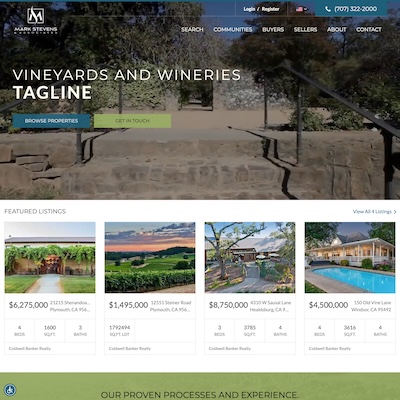 Login / Register
(707) 322-2000
MARK STEVENS
SEARCH COMMUNITIES BUYERS SELLERS ABOUT CONTACT
VINEYARDS AND WINERIES
TAGLINE
BROWSE PROPERTIES GET IN TOUCH
FEATURED LISTINGS View All 4 Listings
$6,275,000 21215 Shenandoa... Plymouth, CA 956...
4 BEDS 1600 SQ.FT. 3 BATHS
Coldwell Banker Realty
$1,495,000 12551 Steiner Road Plymouth, CA 956...
1792494 SQ.FT LOT
Coldwell Banker Realty
$8,750,000 4310 W Sausal Lane Healdsburg, CA 9...
3 BEDS 3785 SQ.FT. 4 BATHS
Coldwell Banker Realty
$4,500,000 150 Old Vine Lane Windsor, CA 95492
4 BEDS 3616 SQ.FT. 4 BATHS
Coldwell Banker Realty
OUR PROVEN PROCESSES AND EXPERIENCE.